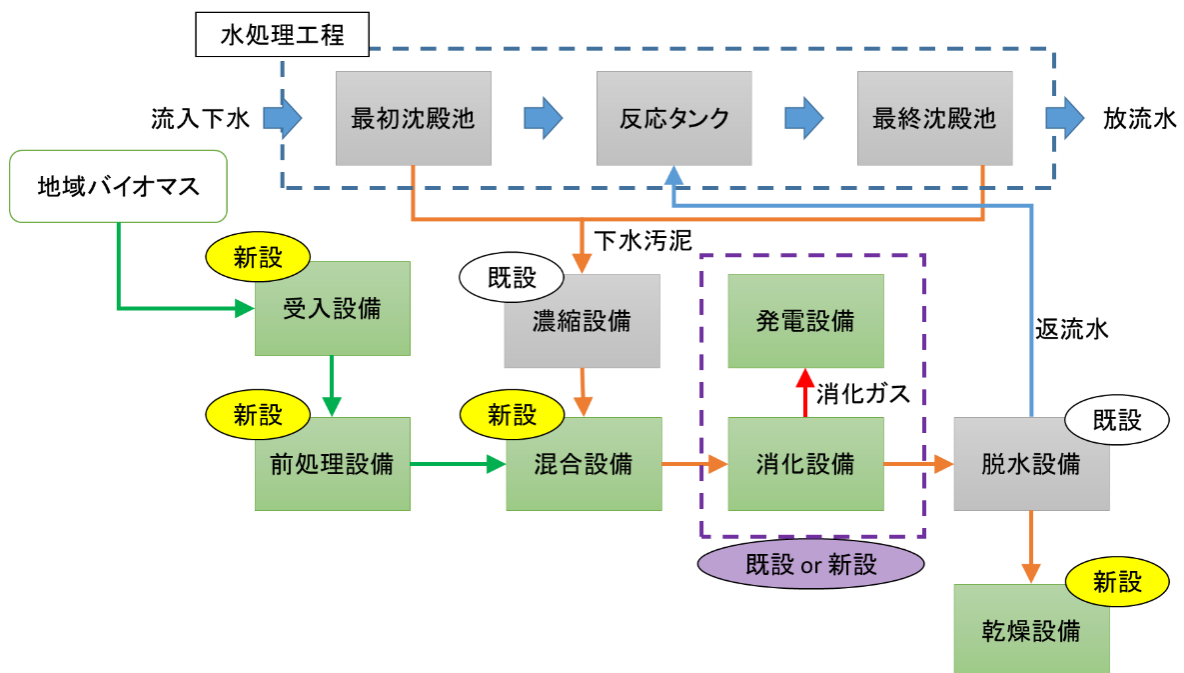 水処理工程
流入下水
最初沈殿池
反応タンク
最終沈殿池
放流水
地域バイオマス
下水汚泥
新設
受入設備
既設
濃縮設備
発電設備
返流水
消化ガス
新設
前処理設備
新設
混合設備
消化設備
既設
脱水設備
既設 or 新設
新設
乾燥設備